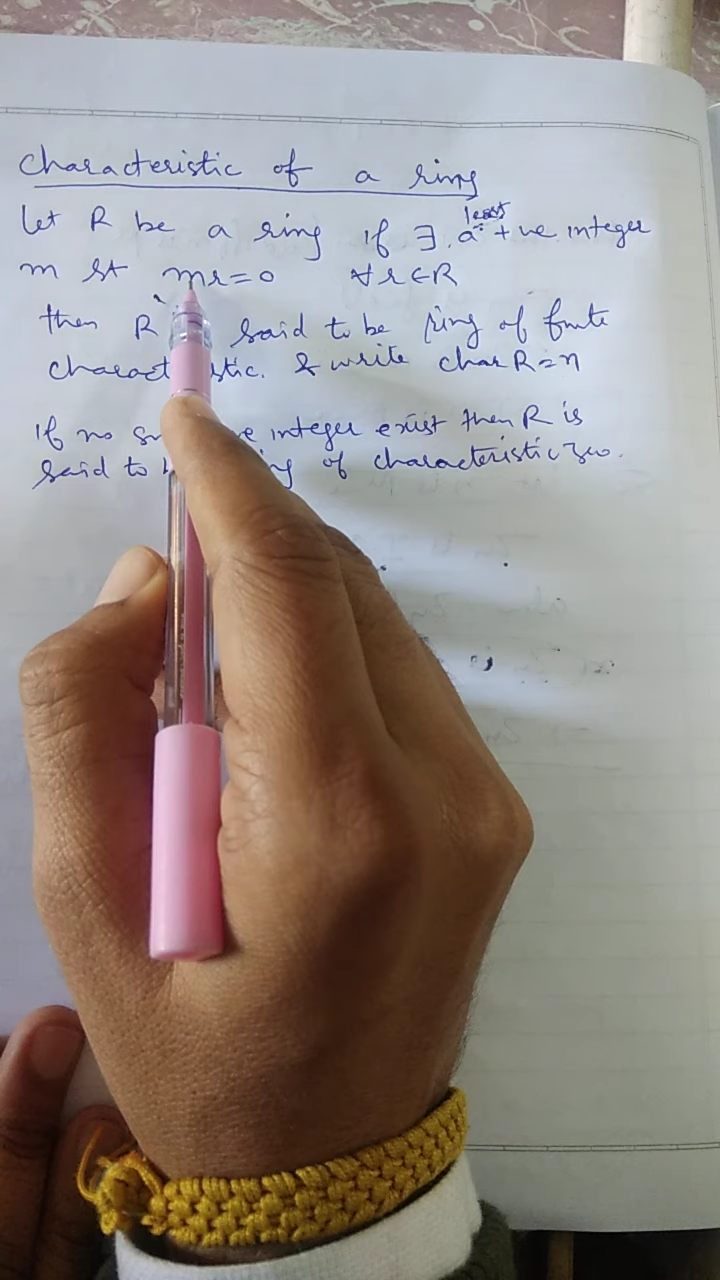 Characteristic of a ring
Let R be a ring if ∃ a least +ve integer
m st mr=0 ∀ r∈R
then R said to be ring of finite
charact stic. & write char R=n
If no integer exist then R is
said to of characteristic zero.